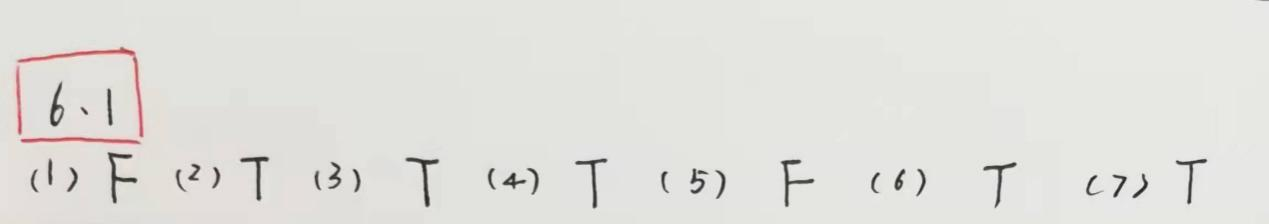 6、1
(1) F (2) T (3) T (4) T (5) F (6) T (7) T